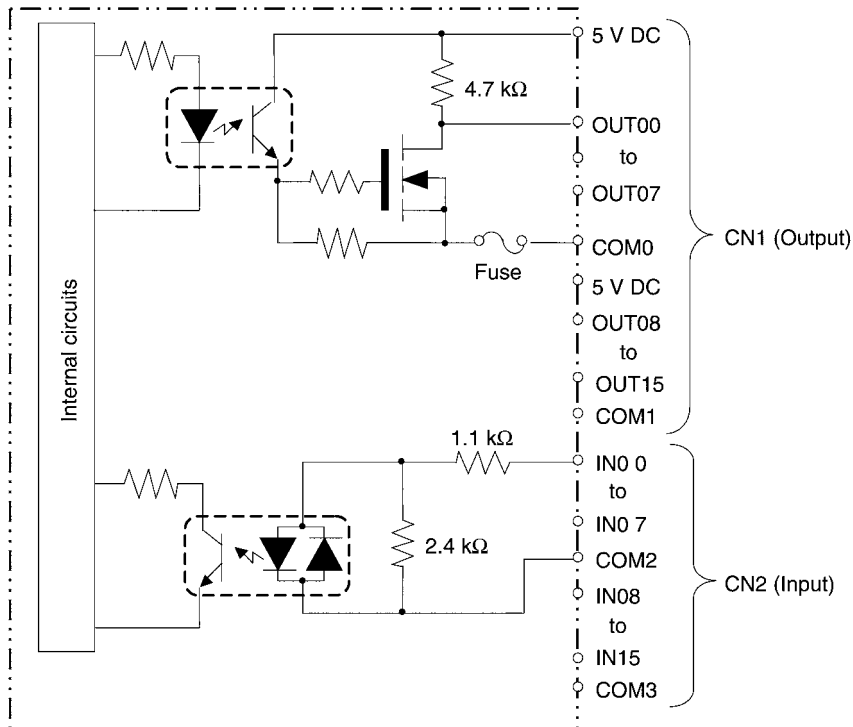 Internal circuits
5 V DC
4.7 kΩ
OUT00
to
OUT07
COM0
Fuse
5 V DC
OUT08
to
OUT15
COM1
CN1 (Output)
1.1 kΩ
2.4 kΩ
IN0 0
to
IN0 7
COM2
IN08
to
IN15
COM3
CN2 (Input)